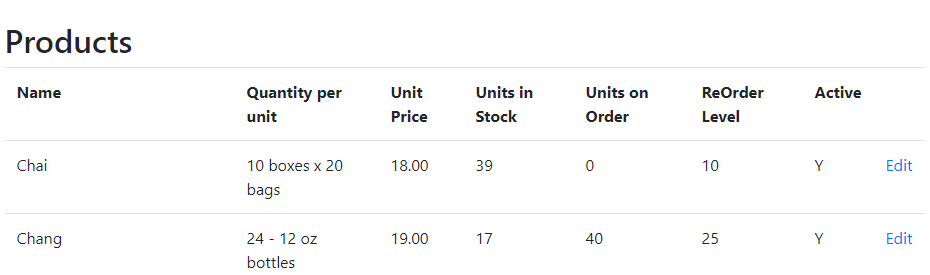 Products
Name Quantity per unit Unit Price Units in Stock Units on Order ReOrder Level Active
Chai 10 boxes x 20 bags 18.00 39 0 10 Y Edit
Chang 24 - 12 oz bottles 19.00 17 40 25 Y Edit